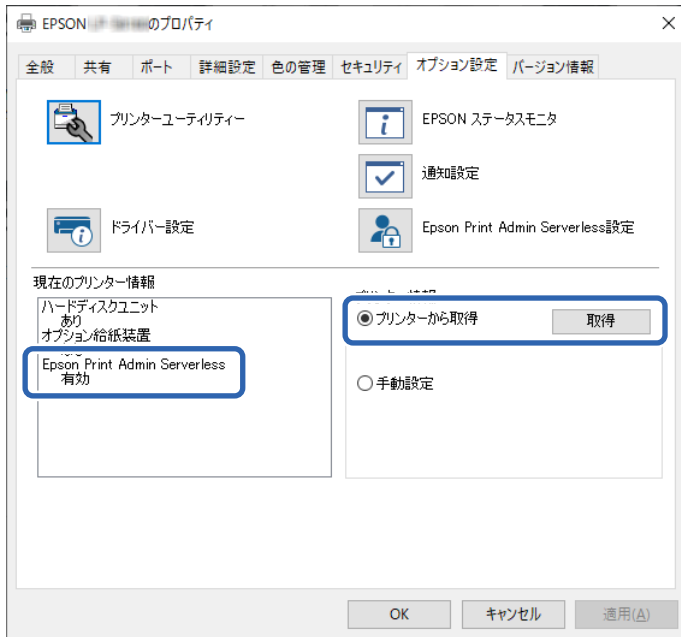 EPSON のプロパティ
全般 共有 ポート 詳細設定 色の管理 セキュリティ オプション設定 バージョン情報
プリンターユーティリティー
EPSON ステータスモニタ
通知設定
ドライバー設定
Epson Print Admin Serverless設定
現在のプリンター情報
ハードディスクユニット
あり
オプション給紙装置
Epson Print Admin Serverless
有効
プリンターから取得 取得
手動設定
OK キャンセル 適用(A)